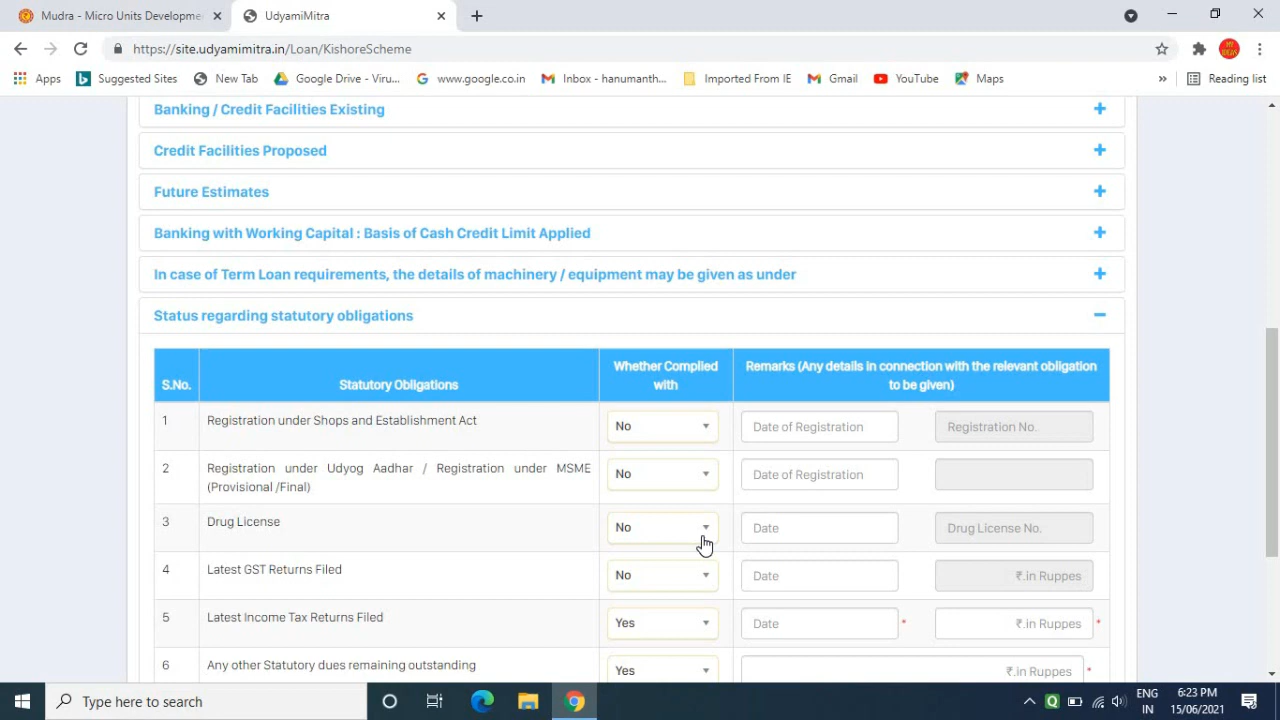 Mudra - Micro Units Developme
UdyamiMitra
https://site.udyamimitra.in/Loan/KishoreScheme
Apps
Suggested Sites
New Tab
Google Drive - Viru...
www.google.co.in
Inbox - hanumanth...
Imported From IE
Gmail
YouTube
Maps
»
Reading list
Banking / Credit Facilities Existing
Credit Facilities Proposed
Future Estimates
Banking with Working Capital : Basis of Cash Credit Limit Applied
In case of Term Loan requirements, the details of machinery / equipment may be given as under
Status regarding statutory obligations
S.No.
Statutory Obligations
Whether Complied
with
Remarks (Any details in connection with the relevant obligation
to be given)
1
Registration under Shops and Establishment Act
No
Date of Registration
Registration No.
2
Registration under Udyog Aadhar / Registration under MSME
(Provisional /Final)
No
Date of Registration
3
Drug License
No
Date
Drug License No.
4
Latest GST Returns Filed
No
Date
₹.in Ruppes
5
Latest Income Tax Returns Filed
Yes
Date
*
₹.in Ruppes
*
6
Any other Statutory dues remaining outstanding
Yes
₹.in Ruppes
*
Type here to search
ENG
IN
6:23 PM
15/06/2021